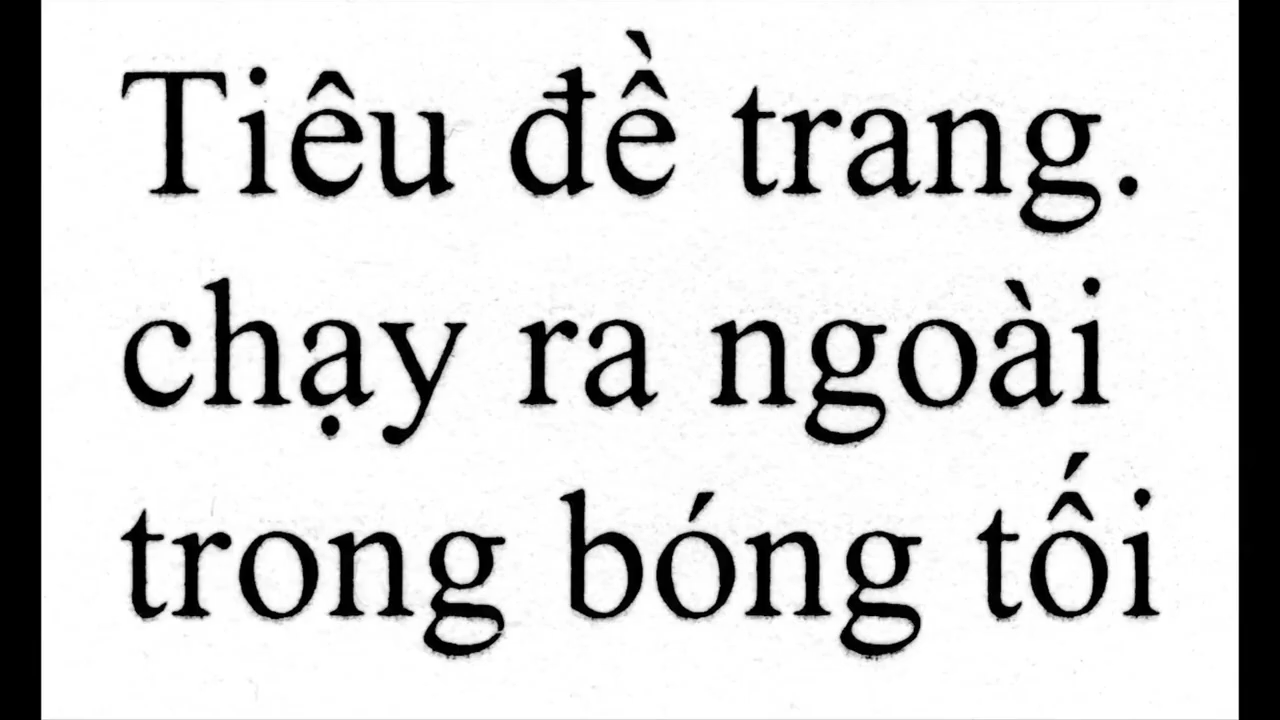 Tiêu đề trang.
chạy ra ngoài
trong bóng tối